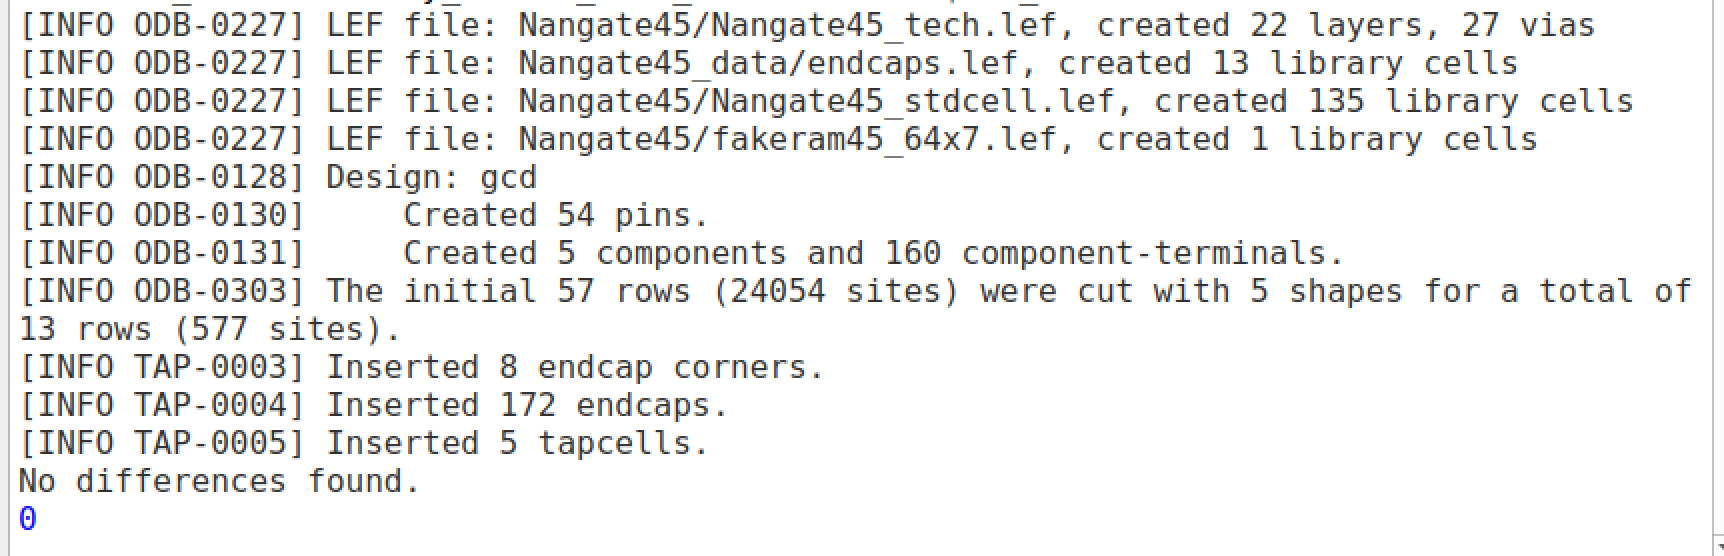 [INFO ODB-0227] LEF file: Nangate45/Nangate45_tech.lef, created 22 layers, 27 vias
[INFO ODB-0227] LEF file: Nangate45_data/endcaps.lef, created 13 library cells
[INFO ODB-0227] LEF file: Nangate45/Nangate45_stdcell.lef, created 135 library cells
[INFO ODB-0227] LEF file: Nangate45/fakeram45_64x7.lef, created 1 library cells
[INFO ODB-0128] Design: gcd
[INFO ODB-0130]     Created 54 pins.
[INFO ODB-0131]     Created 5 components and 160 component-terminals.
[INFO ODB-0303] The initial 57 rows (24054 sites) were cut with 5 shapes for a total of
13 rows (577 sites).
[INFO TAP-0003] Inserted 8 endcap corners.
[INFO TAP-0004] Inserted 172 endcaps.
[INFO TAP-0005] Inserted 5 tapcells.
No differences found.
0